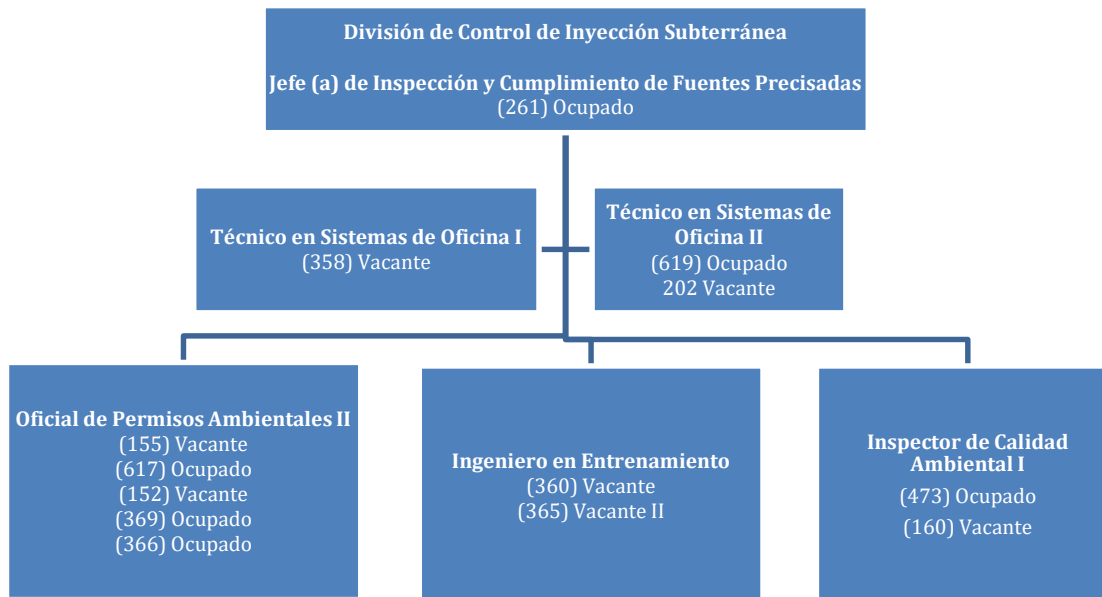 División de Control de Inyección Subterránea
Jefe (a) de Inspección y Cumplimiento de Fuentes Precisadas
(261) Ocupado
Técnico en Sistemas de Oficina I
(358) Vacante
Técnico en Sistemas de
Oficina II
(619) Ocupado
202 Vacante
Oficial de Permisos Ambientales II
(155) Vacante
(617) Ocupado
(152) Vacante
(369) Ocupado
(366) Ocupado
Ingeniero en Entrenamiento
(360) Vacante
(365) Vacante II
Inspector de Calidad
Ambiental I
(473) Ocupado
(160) Vacante